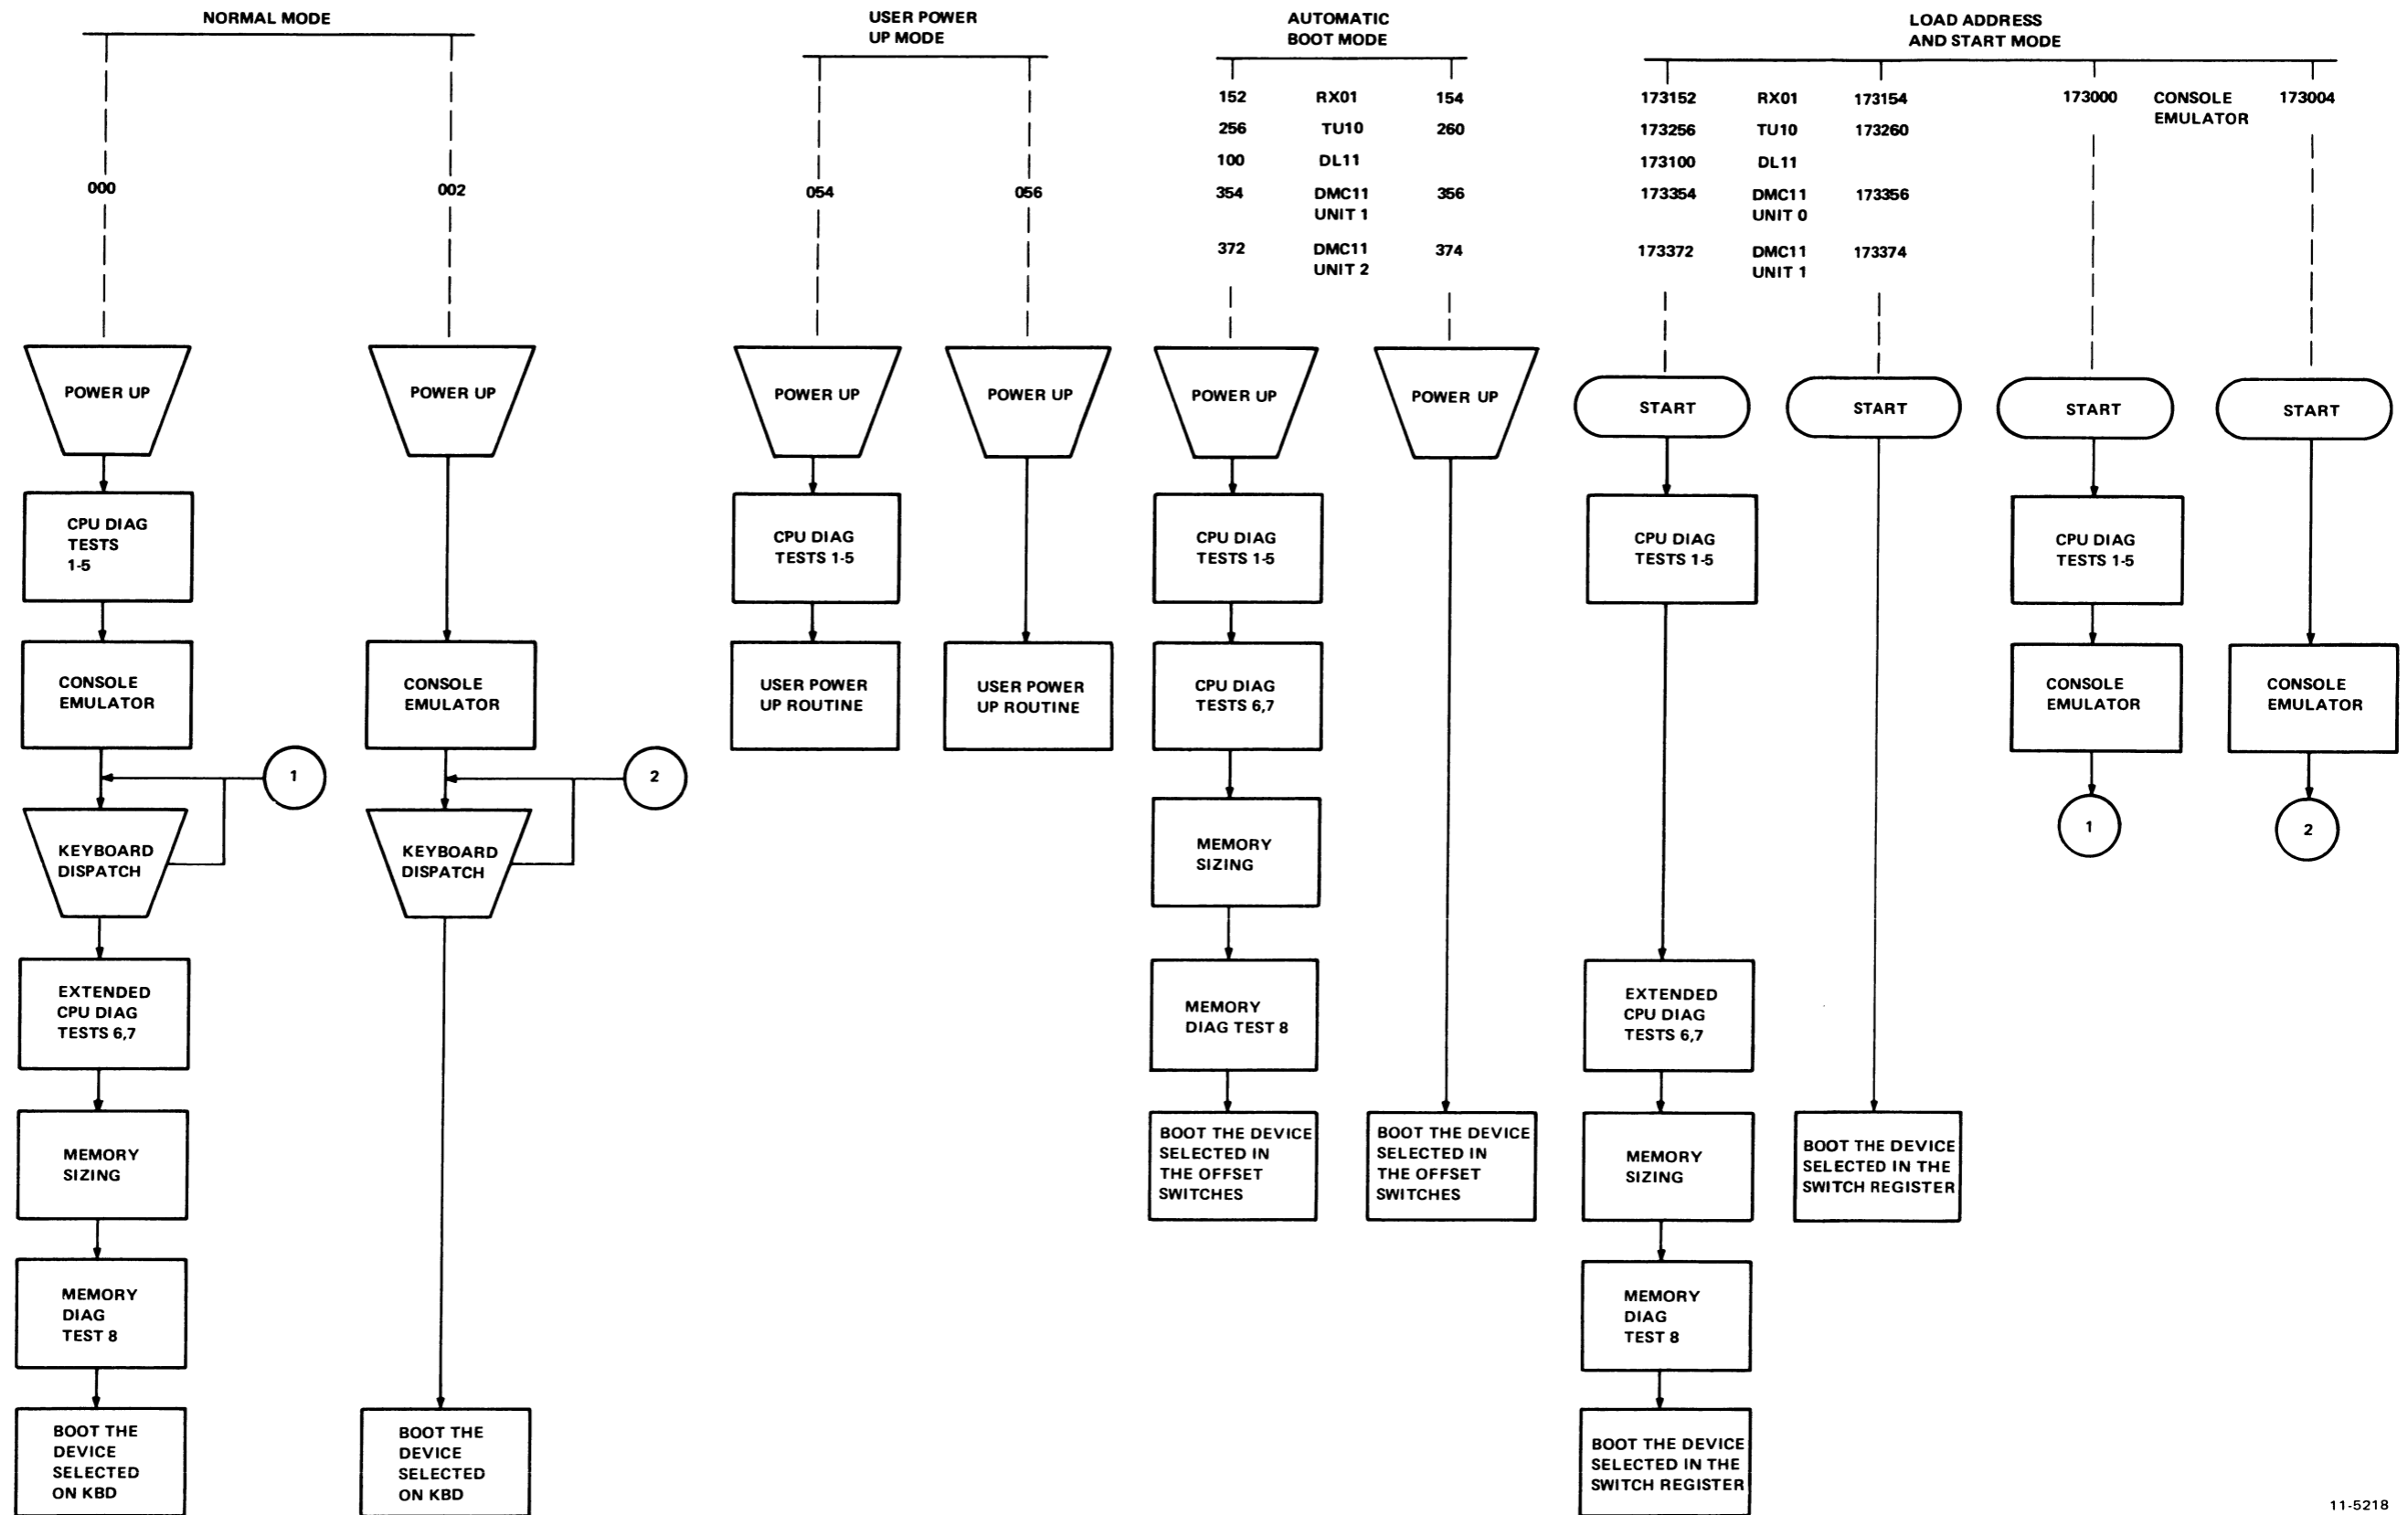 NORMAL MODE
000
POWER UP
CPU DIAG
TESTS
1-5
CONSOLE
EMULATOR
1
KEYBOARD
DISPATCH
EXTENDED
CPU DIAG
TESTS 6,7
MEMORY
SIZING
MEMORY
DIAG
TEST 8
BOOT THE
DEVICE
SELECTED
ON KBD
002
POWER UP
CONSOLE
EMULATOR
2
KEYBOARD
DISPATCH
BOOT THE
DEVICE
SELECTED
ON KBD
USER POWER
UP MODE
054
POWER UP
CPU DIAG
TESTS 1-5
USER POWER
UP ROUTINE
056
POWER UP
USER POWER
UP ROUTINE
AUTOMATIC
BOOT MODE
152 RX01 154
256 TU10 260
100 DL11
354 DMC11 356
UNIT 1
372 DMC11 374
UNIT 2
POWER UP
CPU DIAG
TESTS 1-5
CPU DIAG
TESTS 6,7
MEMORY
SIZING
MEMORY
DIAG TEST 8
BOOT THE DEVICE
SELECTED IN
THE OFFSET
SWITCHES
POWER UP
BOOT THE DEVICE
SELECTED IN
THE OFFSET
SWITCHES
LOAD ADDRESS
AND START MODE
173152 RX01 173154
173256 TU10 173260
173100 DL11
173354 DMC11 173356
UNIT 0
173372 DMC11 173374
UNIT 1
173000 CONSOLE 173004
EMULATOR
START
CPU DIAG
TESTS 1-5
EXTENDED
CPU DIAG
TESTS 6,7
MEMORY
SIZING
MEMORY
DIAG
TEST 8
BOOT THE DEVICE
SELECTED IN THE
SWITCH REGISTER
START
BOOT THE DEVICE
SELECTED IN THE
SWITCH REGISTER
START
CPU DIAG
TESTS 1-5
CONSOLE
EMULATOR
1
START
CONSOLE
EMULATOR
2
11-5218